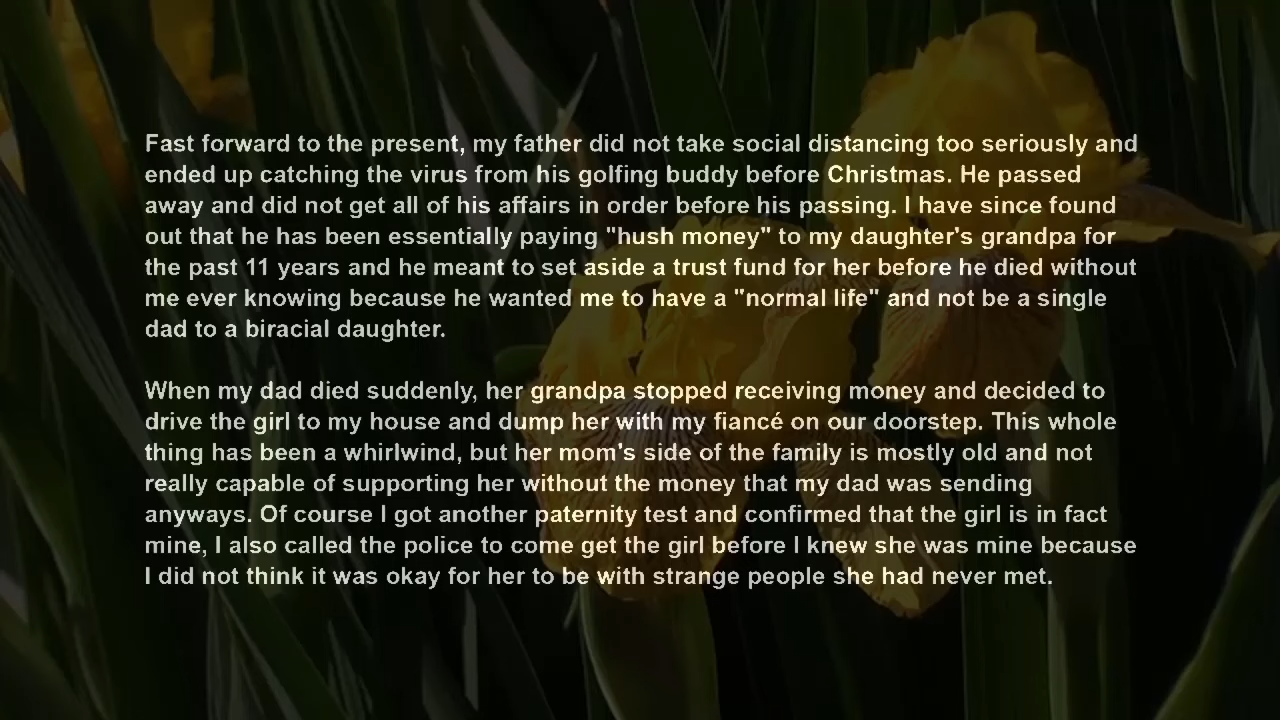 Fast forward to the present, my father did not take social distancing too seriously and
ended up catching the virus from his golfing buddy before Christmas. He passed
away and did not get all of his affairs in order before his passing. I have since found
out that he has been essentially paying "hush money" to my daughter's grandpa for
the past 11 years and he meant to set aside a trust fund for her before he died without
me ever knowing because he wanted me to have a "normal life" and not be a single
dad to a biracial daughter.
When my dad died suddenly, her grandpa stopped receiving money and decided to
drive the girl to my house and dump her with my fiancé on our doorstep. This whole
thing has been a whirlwind, but her mom's side of the family is mostly old and not
really capable of supporting her without the money that my dad was sending
anyways. Of course I got another paternity test and confirmed that the girl is in fact
mine, I also called the police to come get the girl before I knew she was mine because
I did not think it was okay for her to be with strange people she had never met.